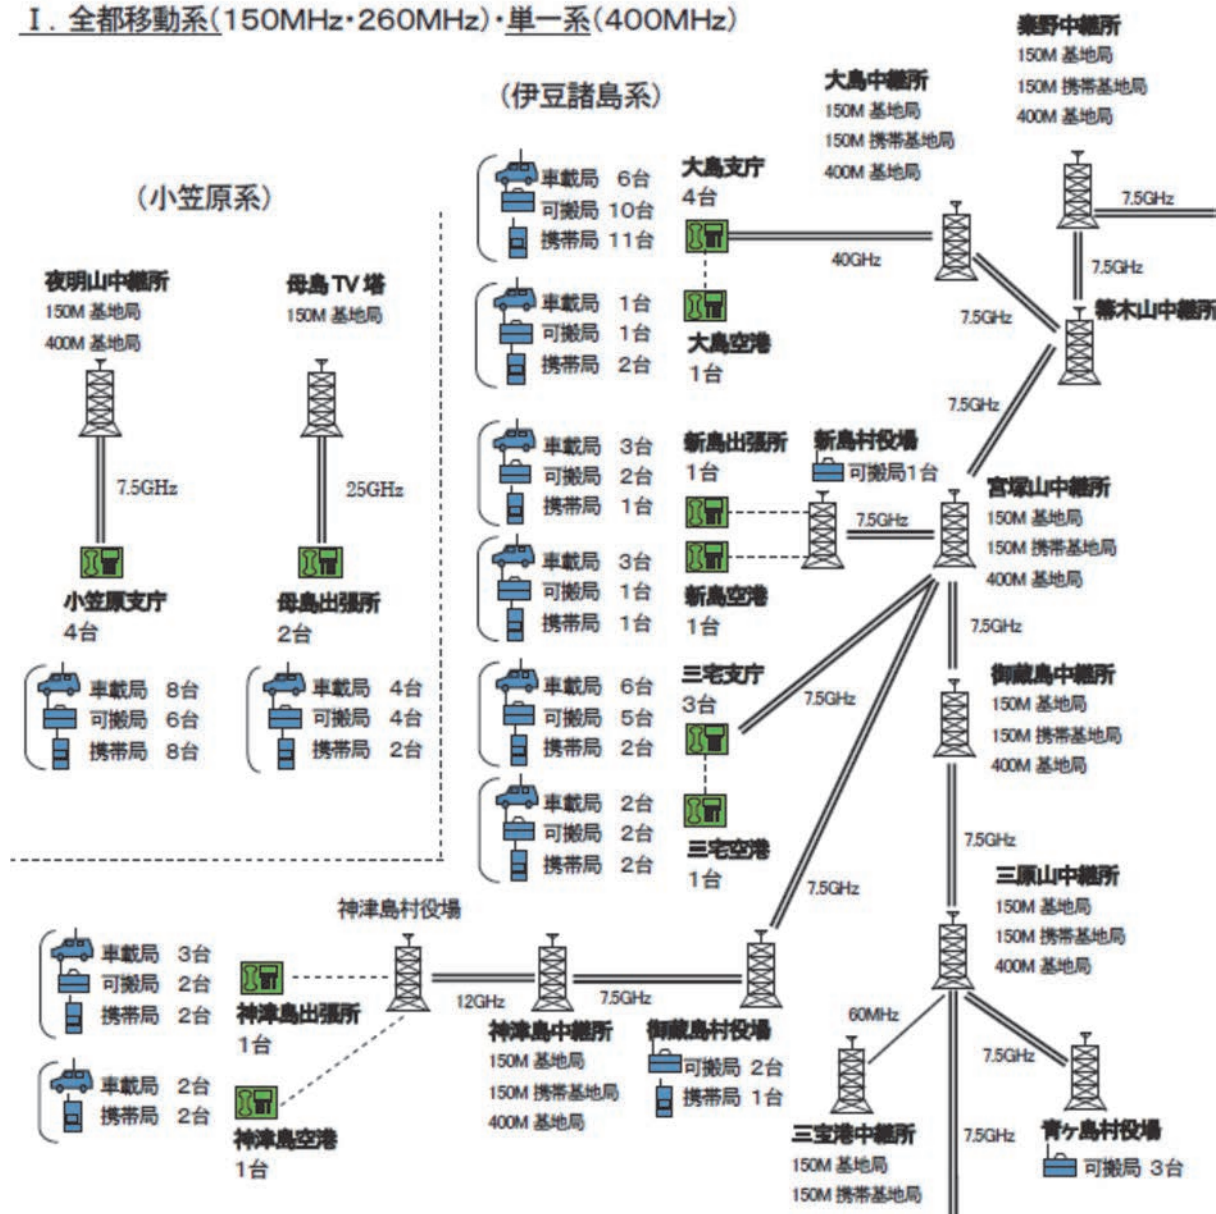 Ⅰ. 全都移動系(150MHz・260MHz)・単一系(400MHz)
(小笠原系)
夜明山中継所
150M 基地局
400M 基地局
7.5GHz
小笠原支庁
4台
車載局 8台
可搬局 6台
携帯局 8台
母島 TV 塔
150M 基地局
25GHz
母島出張所
2台
車載局 4台
可搬局 4台
携帯局 2台
(伊豆諸島系)
車載局 6台
可搬局 10台
携帯局 11台
大島支庁
4台
40GHz
大島中継所
150M 基地局
150M 携帯基地局
400M 基地局
7.5GHz
150M 基地局
150M 携帯基地局
400M 基地局
7.5GHz
7.5GHz
木山中継所
車載局 1台
可搬局 1台
携帯局 2台
大島空港
1台
7.5GHz
車載局 3台
可搬局 2台
携帯局 1台
新島出張所
1台
新島村役場
可搬局1台
7.5GHz
宮塚山中継所
150M 基地局
150M 携帯基地局
400M 基地局
車載局 3台
可搬局 1台
携帯局 1台
新島空港
1台
7.5GHz
車載局 6台
可搬局 5台
携帯局 2台
三宅支庁
3台
7.5GHz
御蔵島中継所
150M 基地局
150M 携帯基地局
400M 基地局
車載局 2台
可搬局 2台
携帯局 2台
三宅空港
1台
7.5GHz
7.5GHz
三原山中継所
150M 基地局
150M 携帯基地局
400M 基地局
神津島村役場
車載局 3台
可搬局 2台
携帯局 2台
神津島出張所
1台
12GHz
神津島中継所
150M 基地局
150M 携帯基地局
400M 基地局
7.5GHz
御蔵島村役場
可搬局 2台
携帯局 1台
車載局 2台
携帯局 2台
神津島空港
1台
60MHz
三宝港中継所
150M 基地局
150M 携帯基地局
7.5GHz
7.5GHz
青ヶ島村役場
可搬局 3台